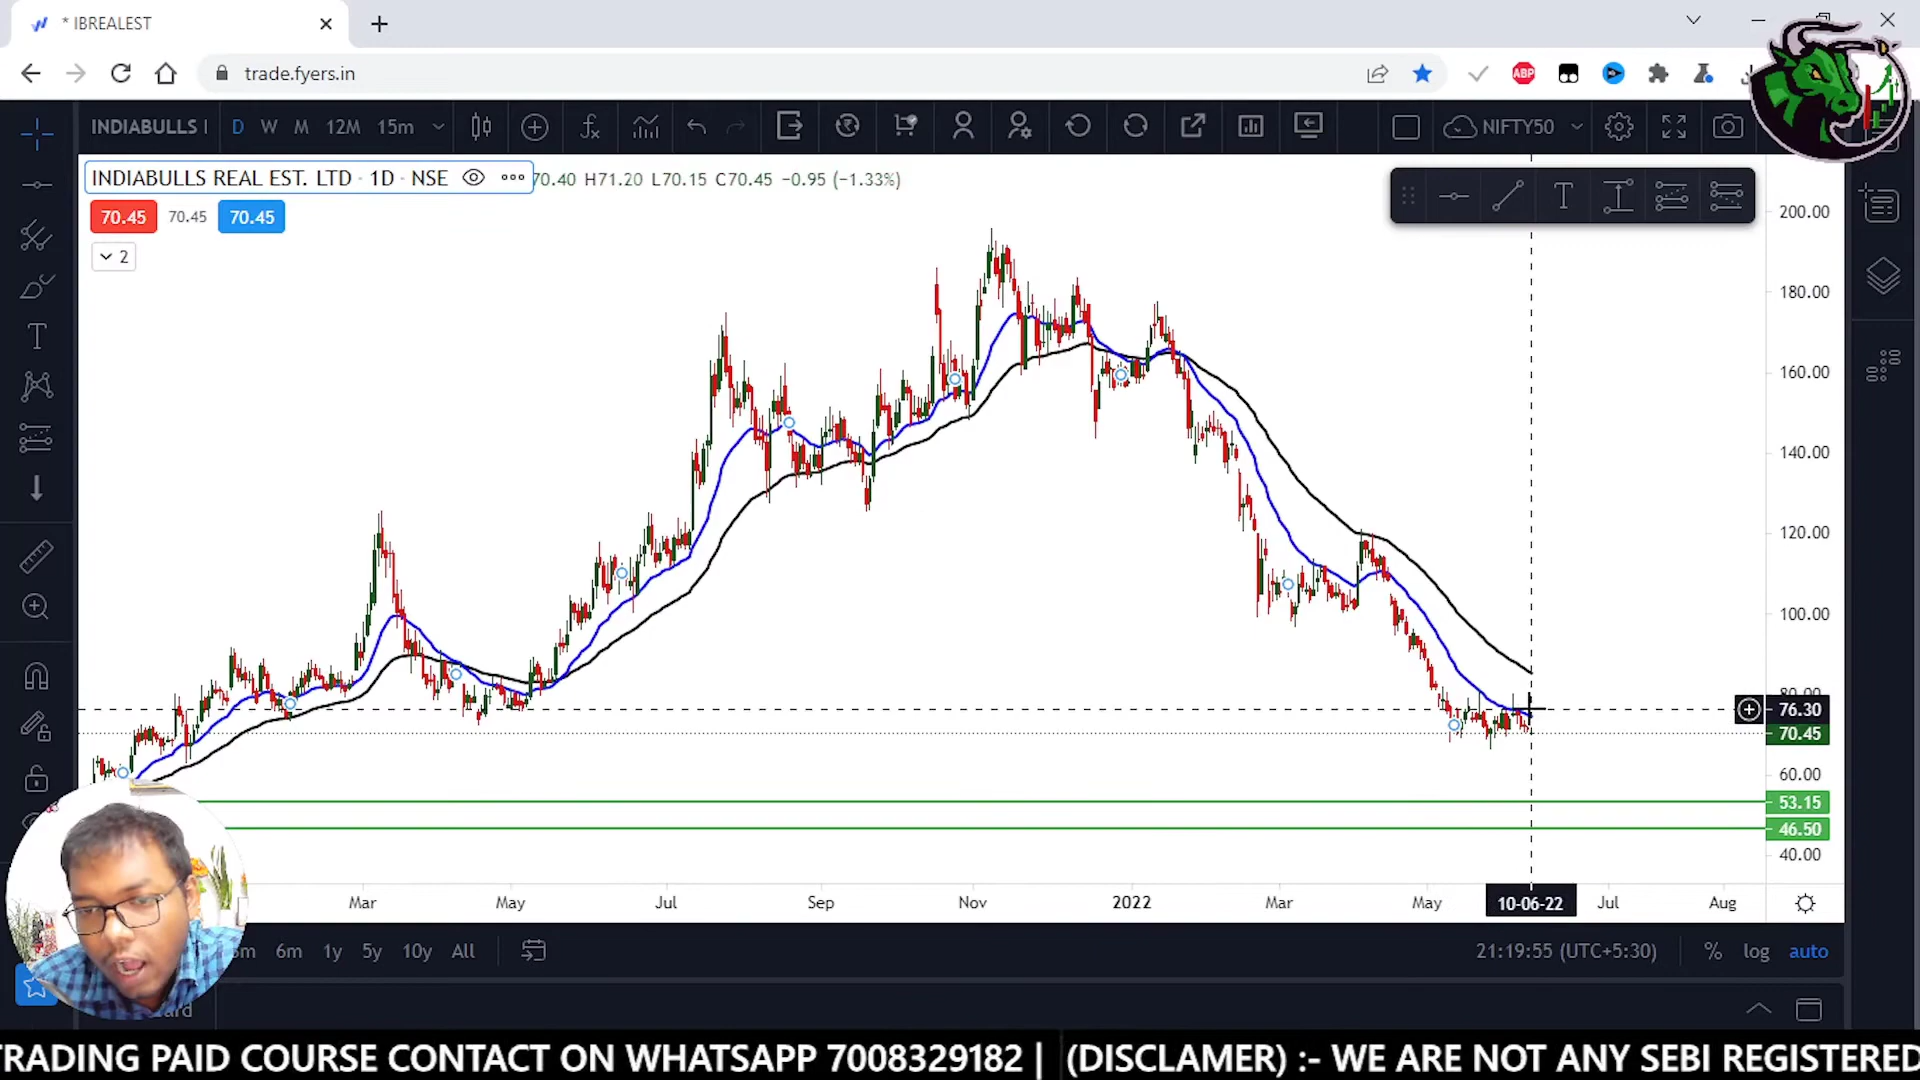 * IBREALEST
trade.fyers.in
ABP
INDIABULLS I D W M 12M 15m NIFTY50
INDIABULLS REAL EST. LTD · 1D · NSE 70.40 H71.20 L70.15 C70.45 −0.95 (−1.33%)
70.45 70.45 70.45
2
200.00
180.00
160.00
140.00
120.00
100.00
80.00
76.30
70.45
60.00
53.15
46.50
40.00
Mar May Jul Sep Nov 2022 Mar May 10-06-22 Jul Aug
6m 1y 5y 10y All 21:19:55 (UTC+5:30) % log auto
TRADING PAID COURSE CONTACT ON WHATSAPP 7008329182 | (DISCLAMER) :- WE ARE NOT ANY SEBI REGISTERED